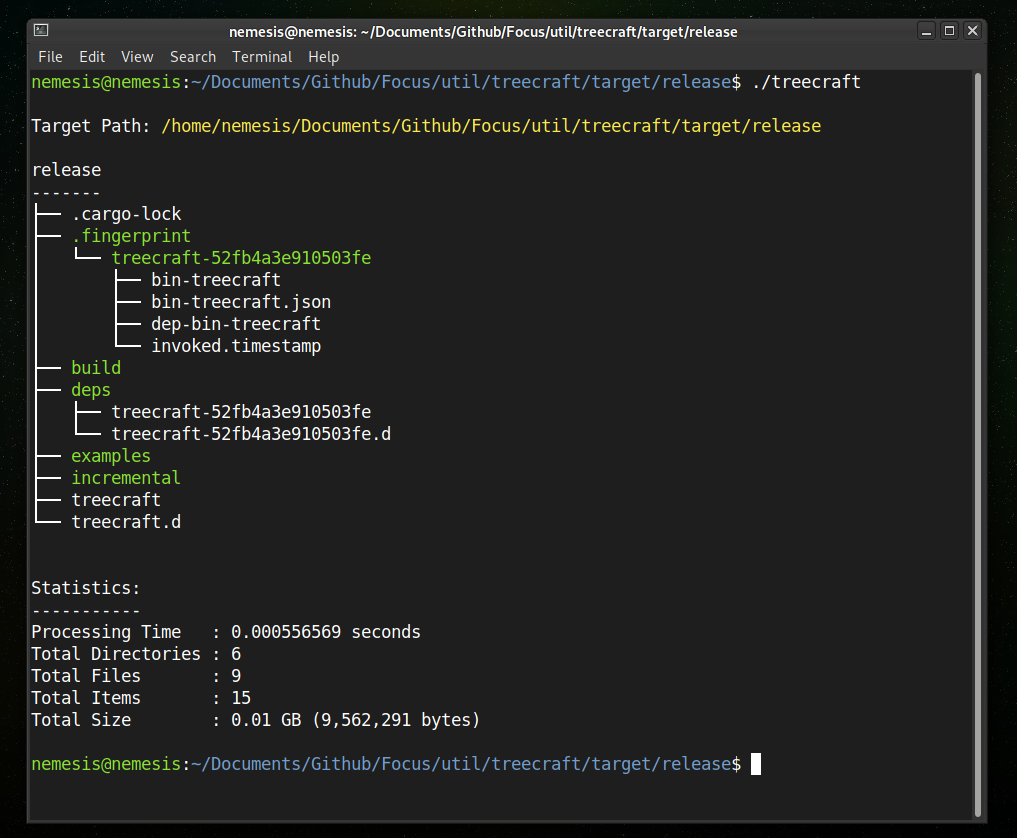 nemesis@nemesis: ~/Documents/Github/Focus/util/treecraft/target/release
File Edit View Search Terminal Help
nemesis@nemesis:~/Documents/Github/Focus/util/treecraft/target/release$ ./treecraft
Target Path: /home/nemesis/Documents/Github/Focus/util/treecraft/target/release
release
-------
├── .cargo-lock
├── .fingerprint
│   └── treecraft-52fb4a3e910503fe
│       ├── bin-treecraft
│       ├── bin-treecraft.json
│       ├── dep-bin-treecraft
│       └── invoked.timestamp
├── build
├── deps
│   ├── treecraft-52fb4a3e910503fe
│   └── treecraft-52fb4a3e910503fe.d
├── examples
├── incremental
├── treecraft
└── treecraft.d
Statistics:
-----------
Processing Time   : 0.000556569 seconds
Total Directories : 6
Total Files       : 9
Total Items       : 15
Total Size        : 0.01 GB (9,562,291 bytes)
nemesis@nemesis:~/Documents/Github/Focus/util/treecraft/target/release$